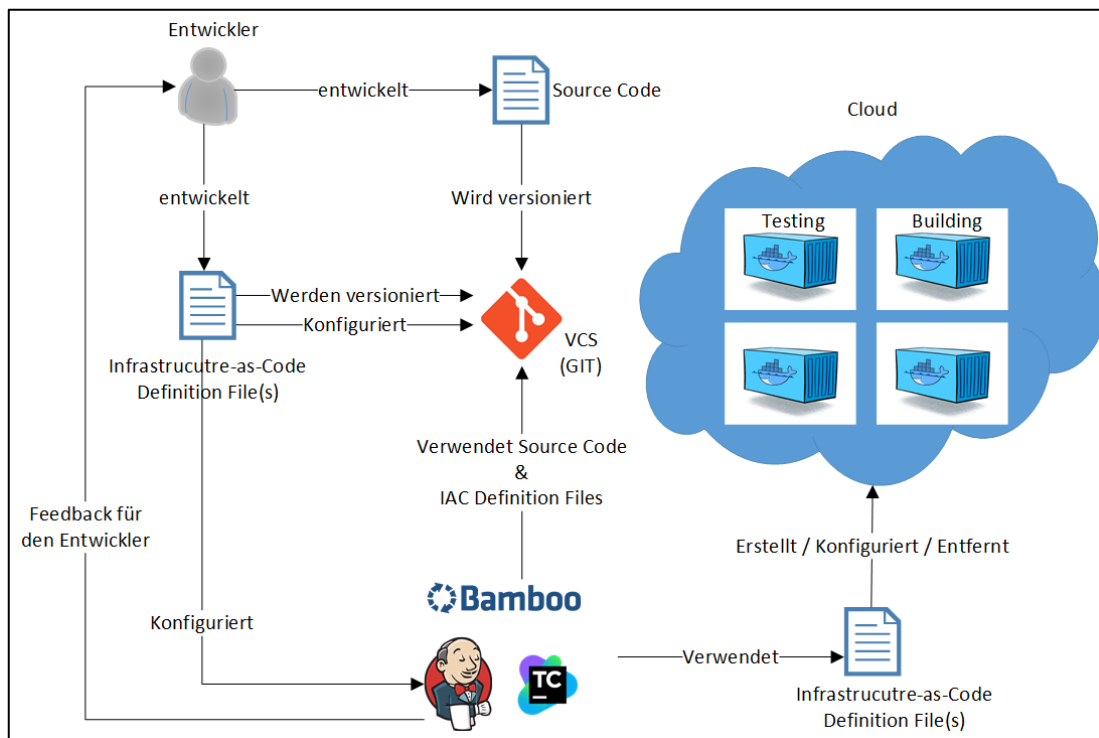 Entwickler
entwickelt
Source Code
Cloud
entwickelt
Wird versioniert
Testing
Building
Werden versioniert
Konfiguriert
VCS
(GIT)
Infrastrucutre-as-Code
Definition File(s)
Verwendet Source Code
&
IAC Definition Files
Feedback für
den Entwickler
Erstellt / Konfiguriert / Entfernt
Bamboo
Konfiguriert
TC
Verwendet
Infrastrucutre-as-Code
Definition File(s)